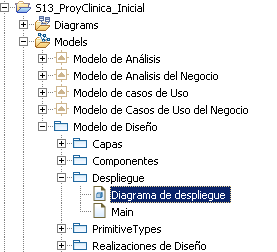 S13_ProyClinica_Inicial
Diagrams
Models
Modelo de Análisis
Modelo de Analisis del Negocio
Modelo de casos de Uso
Modelo de Casos de Uso del Negocio
Modelo de Diseño
Capas
Componentes
Despliegue
Diagrama de despliegue
Main
PrimitiveTypes
Realizaciones de Diseño